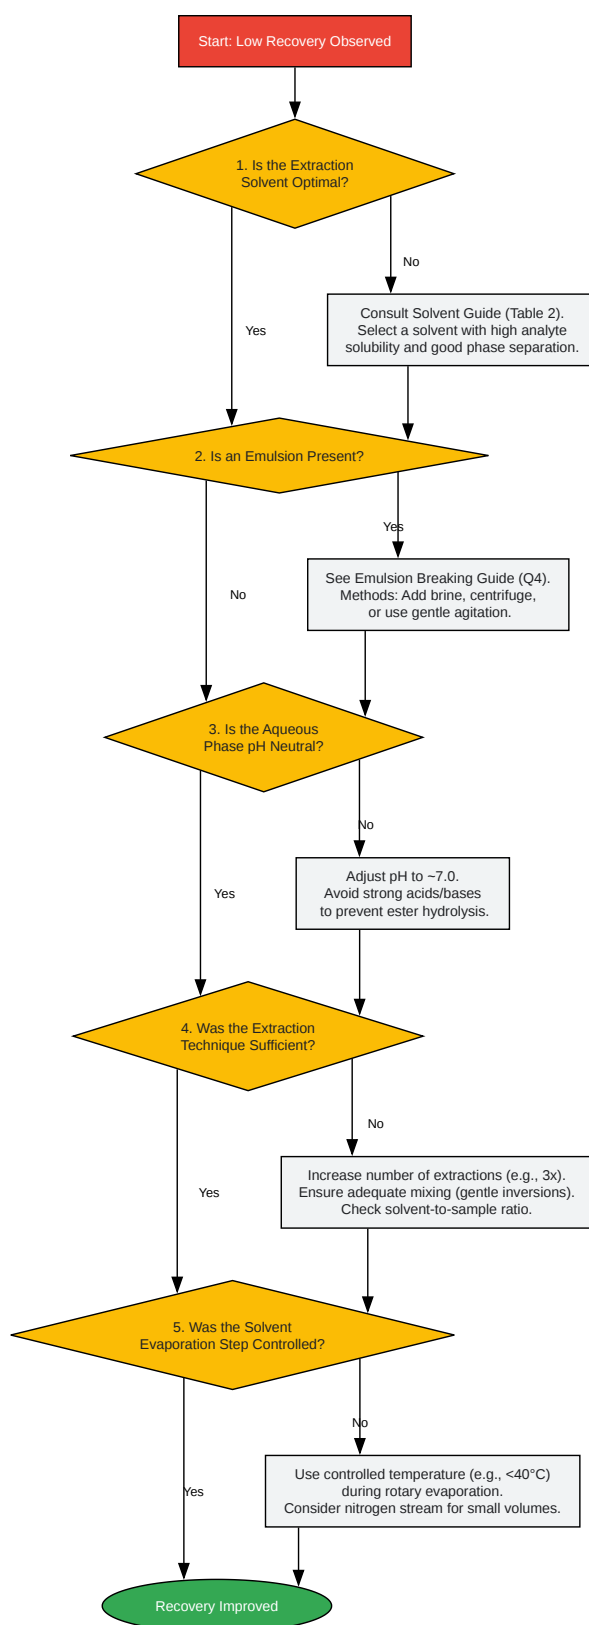 Start: Low Recovery Observed
1. Is the Extraction
Solvent Optimal?
No
Consult Solvent Guide (Table 2).
Select a solvent with high analyte
solubility and good phase separation.
Yes
2. Is an Emulsion Present?
Yes
See Emulsion Breaking Guide (Q4).
Methods: Add brine, centrifuge,
or use gentle agitation.
No
3. Is the Aqueous
Phase pH Neutral?
No
Adjust pH to ~7.0.
Avoid strong acids/bases
to prevent ester hydrolysis.
Yes
4. Was the Extraction
Technique Sufficient?
No
Increase number of extractions (e.g., 3x).
Ensure adequate mixing (gentle inversions).
Check solvent-to-sample ratio.
Yes
5. Was the Solvent
Evaporation Step Controlled?
No
Use controlled temperature (e.g., <40°C)
during rotary evaporation.
Consider nitrogen stream for small volumes.
Yes
Recovery Improved